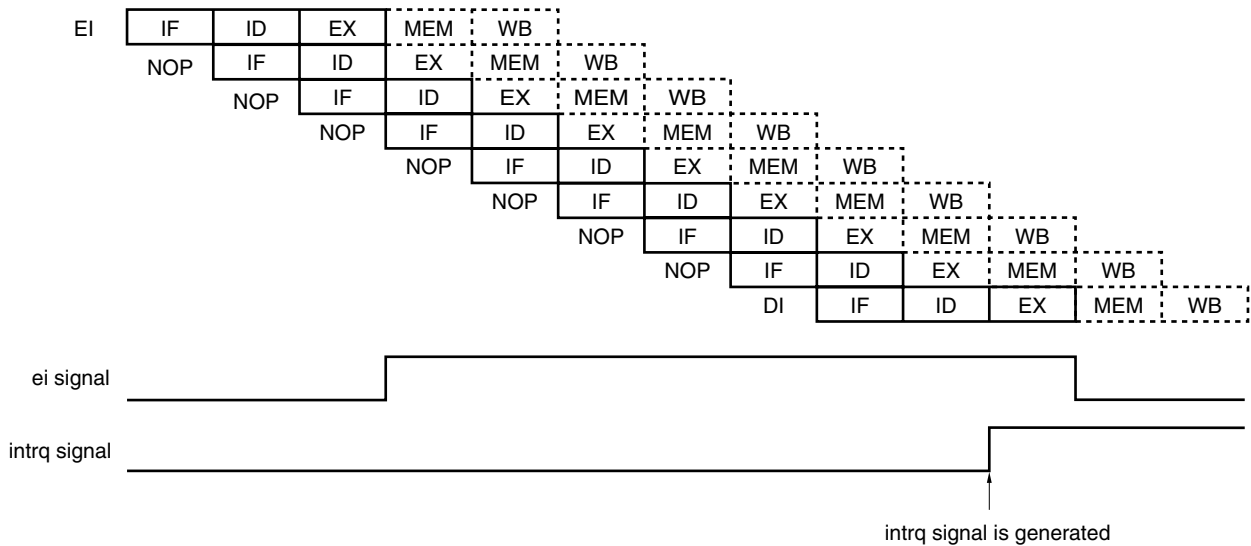 EI IF ID EX MEM WB
NOP IF ID EX MEM WB
NOP IF ID EX MEM WB
NOP IF ID EX MEM WB
NOP IF ID EX MEM WB
NOP IF ID EX MEM WB
NOP IF ID EX MEM WB
NOP IF ID EX MEM WB
DI IF ID EX MEM WB
ei signal
intrq signal
intrq signal is generated